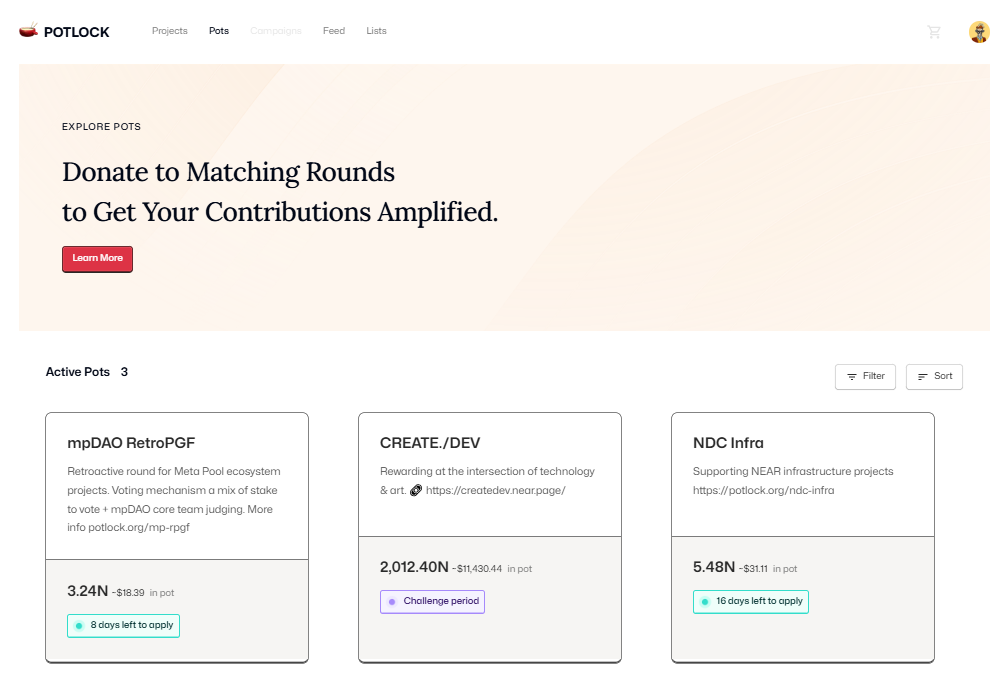 POTLOCK
Projects
Pots
Campaigns
Feed
Lists
EXPLORE POTS
Donate to Matching Rounds
to Get Your Contributions Amplified.
Learn More
Active Pots 3
Filter
Sort
mpDAO RetroPGF
Retroactive round for Meta Pool ecosystem
projects. Voting mechanism a mix of stake
to vote + mpDAO core team judging. More
info potlock.org/mp-rpgf
3.24N ~$18.39 in pot
8 days left to apply
CREATE./DEV
Rewarding at the intersection of technology
& art. https://createdev.near.page/
2,012.40N ~$11,430.44 in pot
Challenge period
NDC Infra
Supporting NEAR infrastructure projects
https://potlock.org/ndc-infra
5.48N ~$31.11 in pot
16 days left to apply